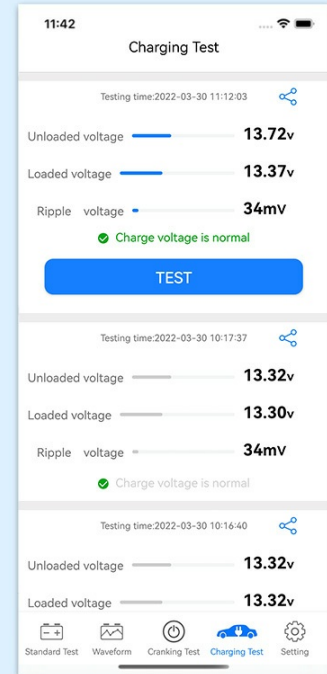 11:42
Charging Test
Testing time:2022-03-30 11:12:03
Unloaded voltage 13.72v
Loaded voltage 13.37v
Ripple voltage 34mV
Charge voltage is normal
TEST
Testing time:2022-03-30 10:17:37
Unloaded voltage 13.32v
Loaded voltage 13.30v
Ripple voltage 34mV
Charge voltage is normal
Testing time:2022-03-30 10:16:40
Unloaded voltage 13.32v
Loaded voltage 13.32v
Standard Test Waveform Cranking Test Charging Test Setting